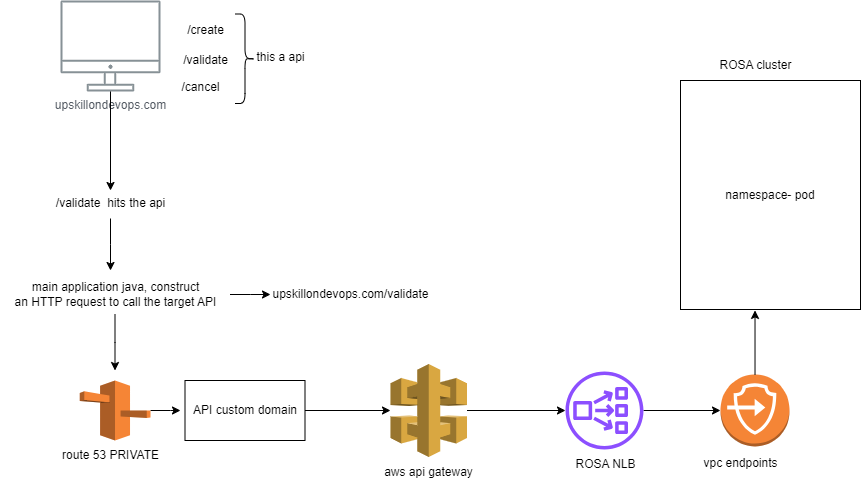 /create
/validate
/cancel
this a api
upskillondevops.com
ROSA cluster
namespace- pod
/validate  hits the api
main application java, construct
an HTTP request to call the target API
upskillondevops.com/validate
API custom domain
route 53 PRIVATE
aws api gateway
ROSA NLB
vpc endpoints